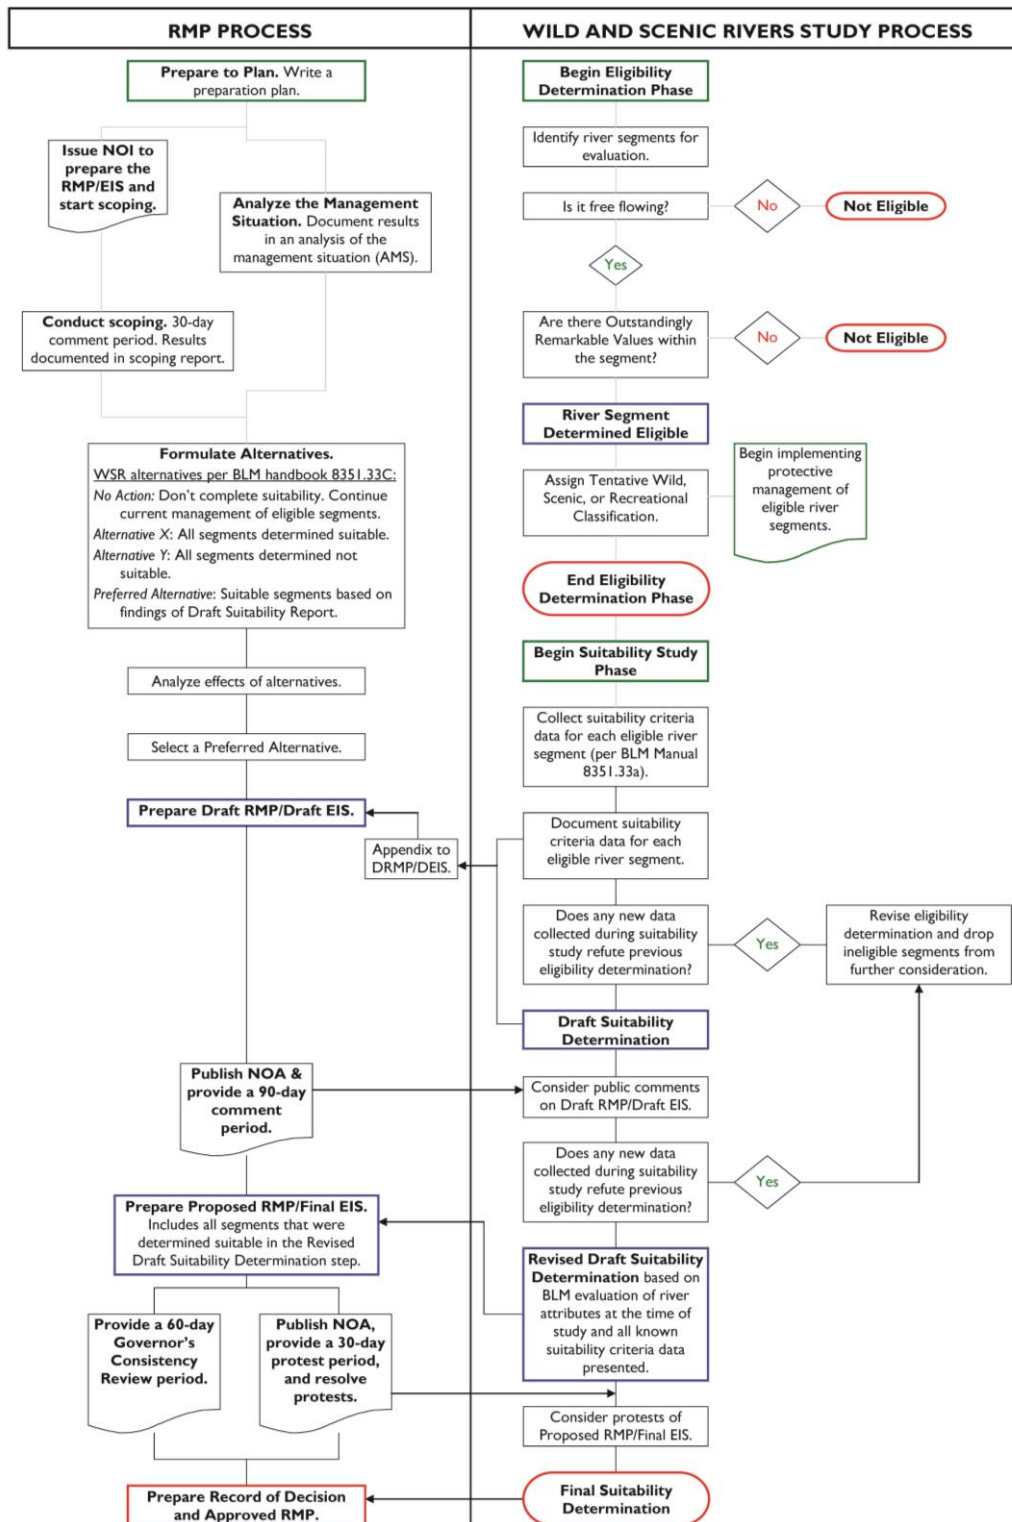 RMP PROCESS
WILD AND SCENIC RIVERS STUDY PROCESS
Prepare to Plan. Write a
preparation plan.
Issue NOI to
prepare the
RMP/EIS and
start scoping.
Analyze the Management
Situation. Document results
in an analysis of the
management situation (AMS).
Conduct scoping. 30-day
comment period. Results
documented in scoping report.
Formulate Alternatives.
WSR alternatives per BLM handbook 8351.33C:
No Action: Don't complete suitability. Continue
current management of eligible segments.
Alternative X: All segments determined suitable.
Alternative Y: All segments determined not
suitable.
Preferred Alternative: Suitable segments based on
findings of Draft Suitability Report.
Analyze effects of alternatives.
Select a Preferred Alternative.
Prepare Draft RMP/Draft EIS.
Appendix to
DRMP/DEIS.
Publish NOA &
provide a 90-day
comment
period.
Prepare Proposed RMP/Final EIS.
Includes all segments that were
determined suitable in the Revised
Draft Suitability Determination step.
Provide a 60-day
Governor's
Consistency
Review period.
Publish NOA,
provide a 30-day
protest period,
and resolve
protests.
Prepare Record of Decision
and Approved RMP.
Begin Eligibility
Determination Phase
Identify river segments for
evaluation.
Is it free flowing?
No
Not Eligible
Yes
Are there Outstandingly
Remarkable Values within
the segment?
No
Not Eligible
River Segment
Determined Eligible
Assign Tentative Wild,
Scenic, or Recreational
Classification.
Begin implementing
protective
management of
eligible river
segments.
End Eligibility
Determination Phase
Begin Suitability Study
Phase
Collect suitability criteria
data for each eligible river
segment (per BLM Manual
8351.33a).
Document suitability
criteria data for each
eligible river segment.
Does any new data
collected during suitability
study refute previous
eligibility determination?
Yes
Revise eligibility
determination and drop
ineligible segments from
further consideration.
Draft Suitability
Determination
Consider public comments
on Draft RMP/Draft EIS.
Does any new data
collected during suitability
study refute previous
eligibility determination?
Yes
Revised Draft Suitability
Determination based on
BLM evaluation of river
attributes at the time of
study and all known
suitability criteria data
presented.
Consider protests of
Proposed RMP/Final EIS.
Final Suitability
Determination